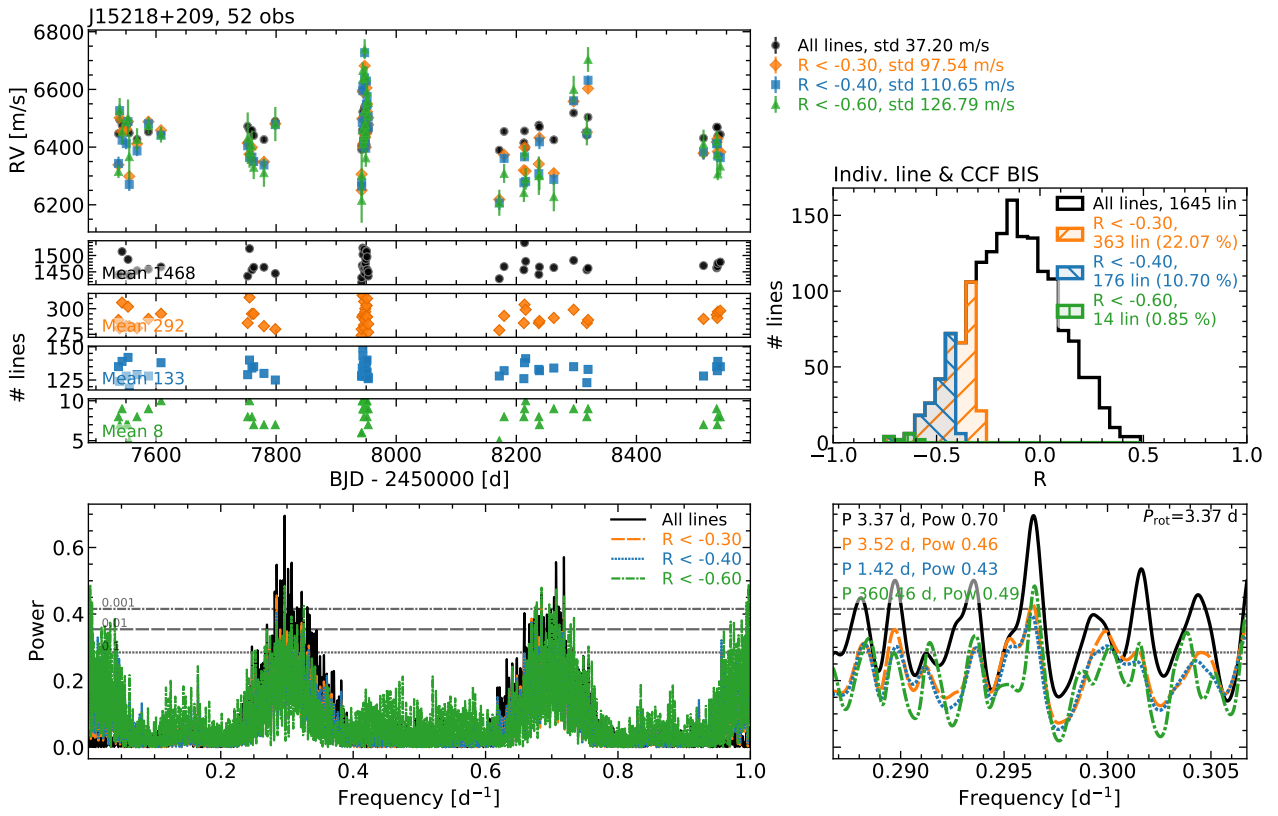 J15218+209, 52 obs
6800
6600
6400
6200
RV [m/s]
All lines, std 37.20 m/s
R < -0.30, std 97.54 m/s
R < -0.40, std 110.65 m/s
R < -0.60, std 126.79 m/s
1500
1450
Mean 1468
300
275
Mean 292
150
125
Mean 133
10
5
Mean 8
# lines
7600
7800
8000
8200
8400
BJD - 2450000 [d]
Indiv. line & CCF BIS
150
100
50
0
# lines
All lines, 1645 lin
R < -0.30,
363 lin (22.07 %)
R < -0.40,
176 lin (10.70 %)
R < -0.60,
14 lin (0.85 %)
−1.0
−0.5
0.0
0.5
1.0
R
0.6
0.4
0.2
0.0
Power
0.001
0.01
0.1
All lines
R < -0.30
R < -0.40
R < -0.60
0.2
0.4
0.6
0.8
1.0
Frequency [d⁻¹]
P 3.37 d, Pow 0.70
P 3.52 d, Pow 0.46
P 1.42 d, Pow 0.43
P 360.46 d, Pow 0.49
Prot=3.37 d
0.290
0.295
0.300
0.305
Frequency [d⁻¹]